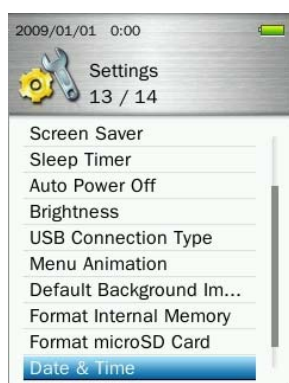 2009/01/01 0:00
Settings
13 / 14
Screen Saver
Sleep Timer
Auto Power Off
Brightness
USB Connection Type
Menu Animation
Default Background Im...
Format Internal Memory
Format microSD Card
Date & Time